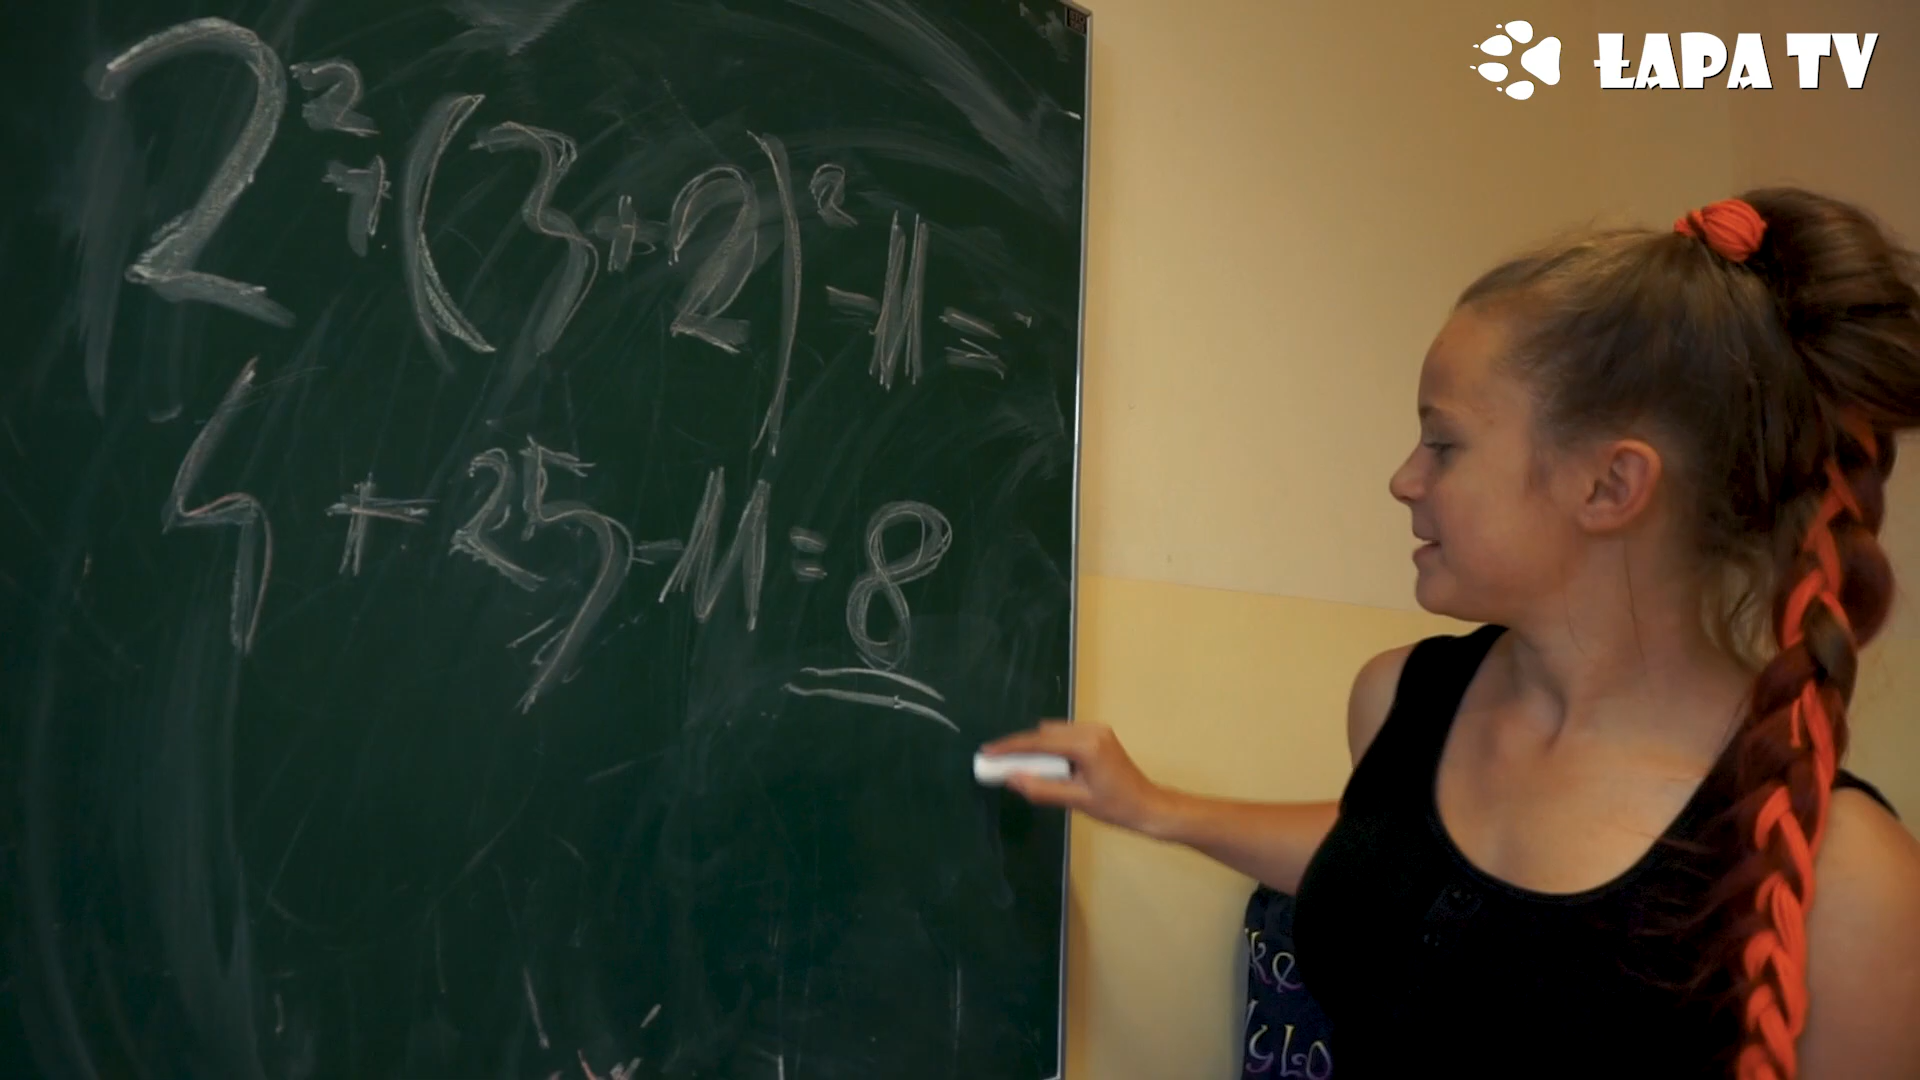 ŁAPA TV
2² + (3+2)² - 11 =
4 + 25 - 11 = 8